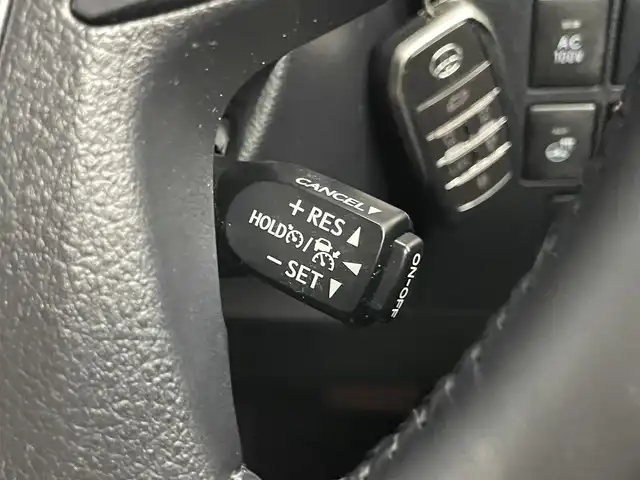 CANCEL
+ RES
HOLD /
− SET
ON-OFF
AC
100V